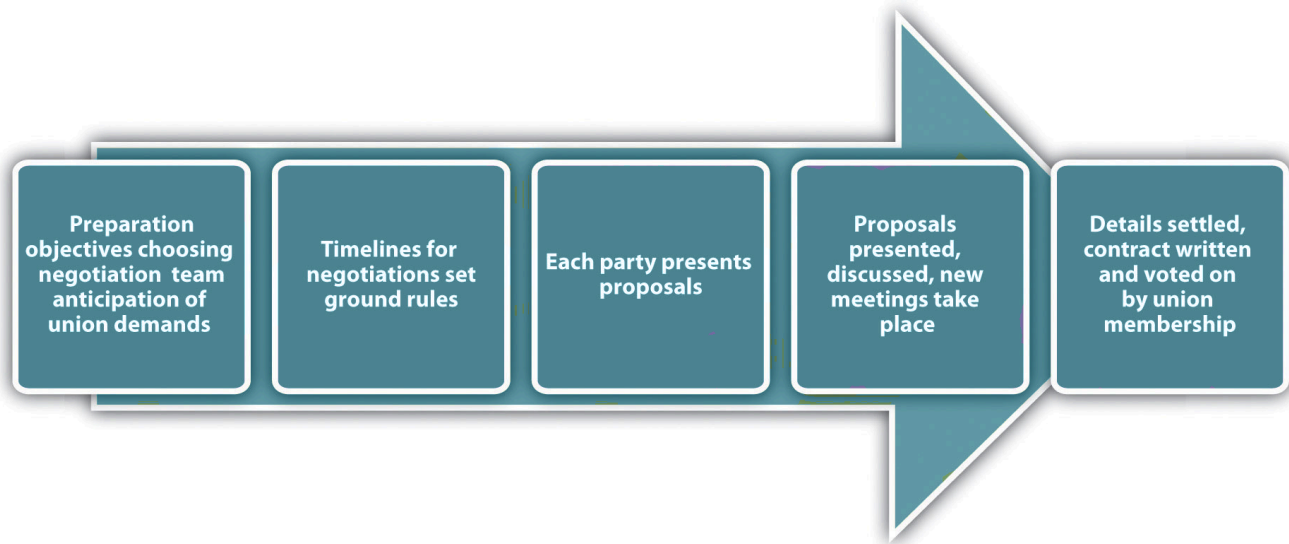 Preparation
objectives choosing
negotiation team
anticipation of
union demands
Timelines for
negotiations set
ground rules
Each party presents
proposals
Proposals
presented,
discussed, new
meetings take
place
Details settled,
contract written
and voted on
by union
membership